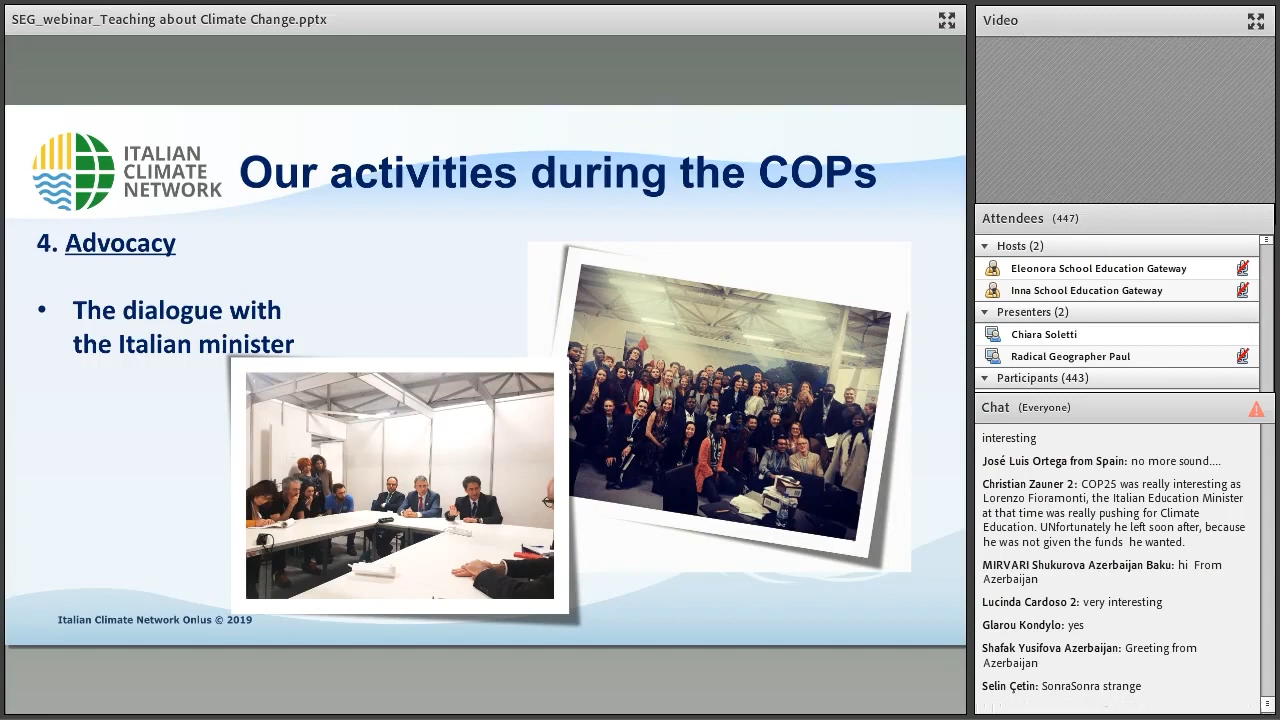 SEG_webinar_Teaching about Climate Change.pptx
ITALIAN
CLIMATE
NETWORK
Our activities during the COPs
4. Advocacy
• The dialogue with
the Italian minister
Italian Climate Network Onlus © 2019
Video
Attendees (447)
Hosts (2)
Eleonora School Education Gateway
Inna School Education Gateway
Presenters (2)
Chiara Soletti
Radical Geographer Paul
Participants (443)
Chat (Everyone)
interesting
José Luis Ortega from Spain: no more sound....
Christian Zauner 2: COP25 was really interesting as
Lorenzo Fioramonti, the Italian Education Minister
at that time was really pushing for Climate
Education. UNfortunately he left soon after, because
he was not given the funds he wanted.
MIRVARI Shukurova Azerbaijan Baku: hi From
Azerbaijan
Lucinda Cardoso 2: very interesting
Glarou Kondylo: yes
Shafak Yusifova Azerbaijan: Greeting from
Azerbaijan
Selin Çetin: SonraSonra strange